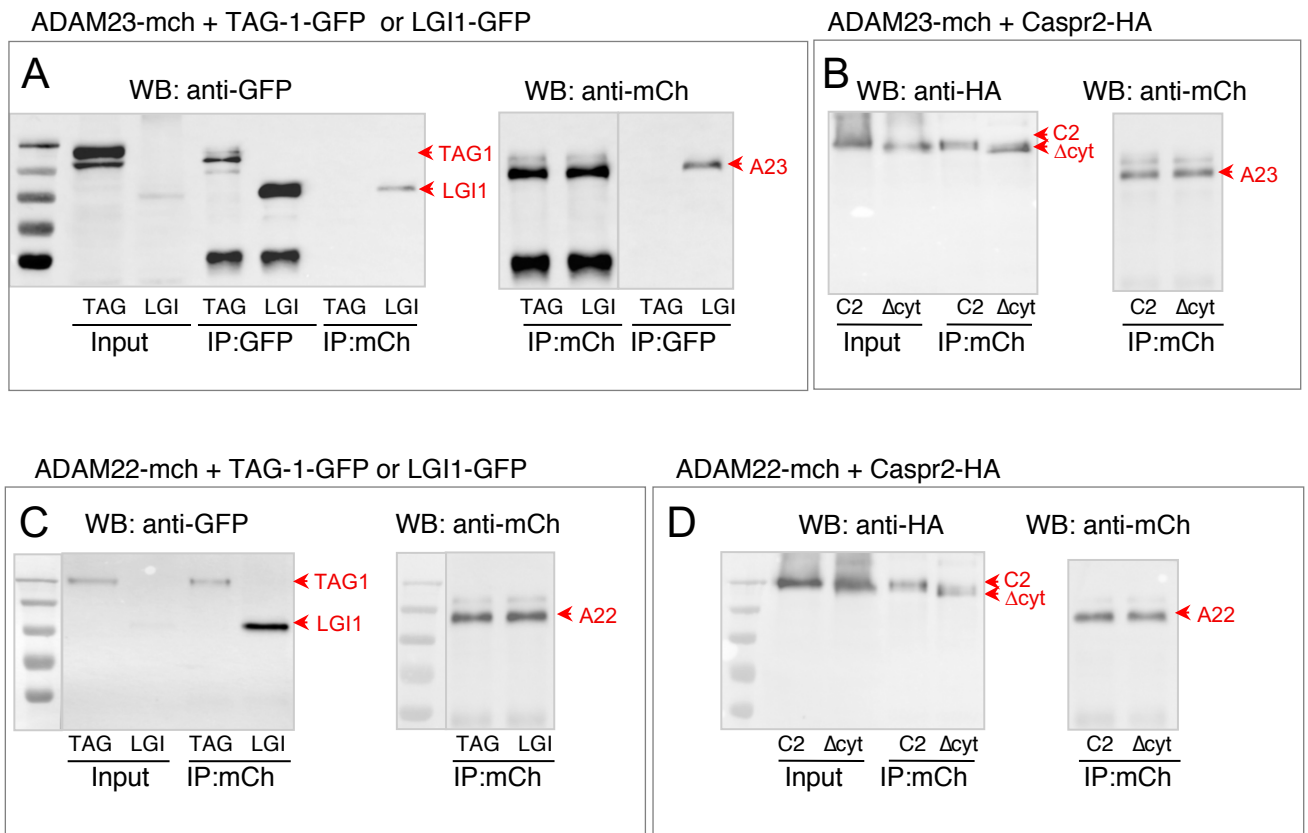 ADAM23-mch + TAG-1-GFP or LGI1-GFP
A
WB: anti-GFP
WB: anti-mCh
TAG1
LGI1
A23
TAG LGI TAG LGI TAG LGI
Input IP:GFP IP:mCh
TAG LGI TAG LGI
IP:mCh IP:GFP
ADAM23-mch + Caspr2-HA
B
WB: anti-HA
WB: anti-mCh
C2
Δcyt
A23
C2 Δcyt C2 Δcyt
Input IP:mCh
C2 Δcyt
IP:mCh
ADAM22-mch + TAG-1-GFP or LGI1-GFP
C
WB: anti-GFP
WB: anti-mCh
TAG1
LGI1
A22
TAG LGI TAG LGI
Input IP:mCh
TAG LGI
IP:mCh
ADAM22-mch + Caspr2-HA
D
WB: anti-HA
WB: anti-mCh
C2
Δcyt
A22
C2 Δcyt C2 Δcyt
Input IP:mCh
C2 Δcyt
IP:mCh